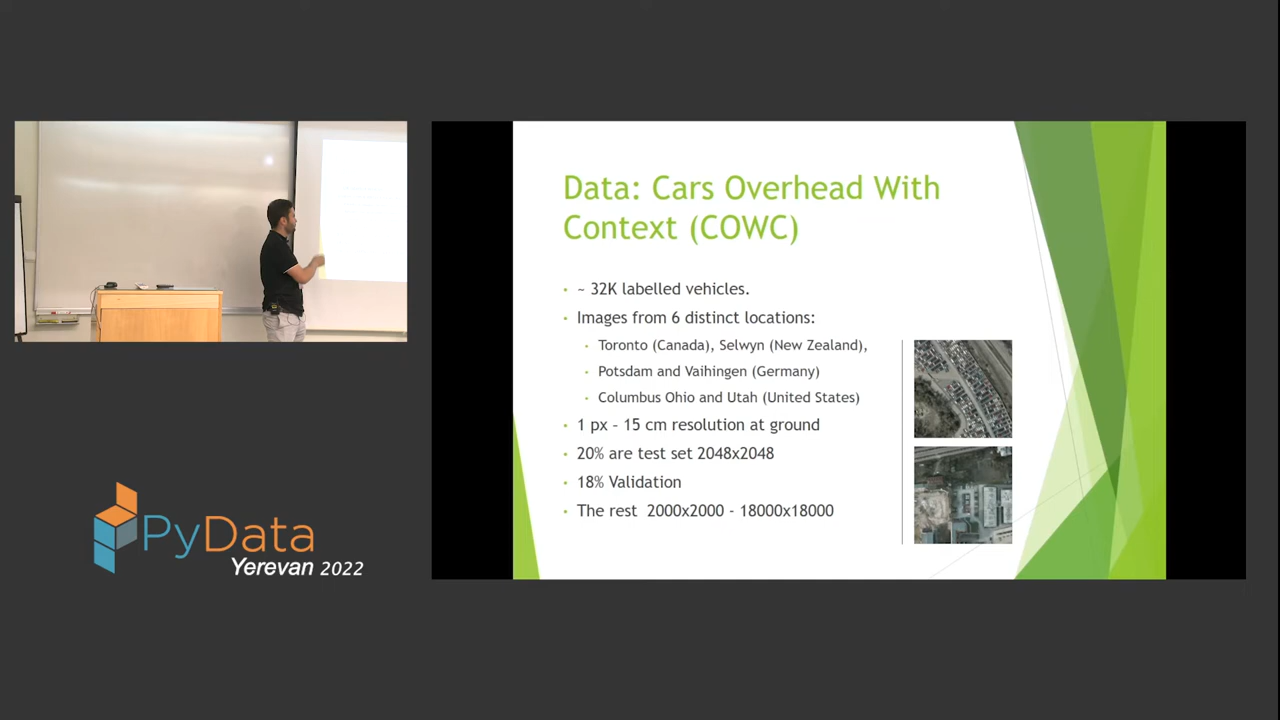 Data: Cars Overhead With
Context (COWC)
~ 32K labelled vehicles.
Images from 6 distinct locations:
Toronto (Canada), Selwyn (New Zealand),
Potsdam and Vaihingen (Germany)
Columbus Ohio and Utah (United States)
1 px – 15 cm resolution at ground
20% are test set 2048x2048
18% Validation
The rest 2000x2000 - 18000x18000
PyData
Yerevan 2022